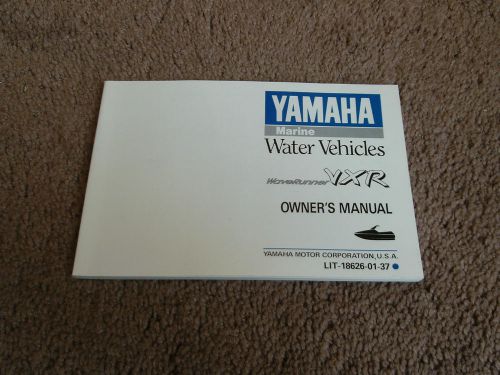 YAMAHA
Marine
Water Vehicles
WaveRunner VXR
OWNER'S MANUAL
YAMAHA MOTOR CORPORATION, U.S.A.
LIT-18626-01-37